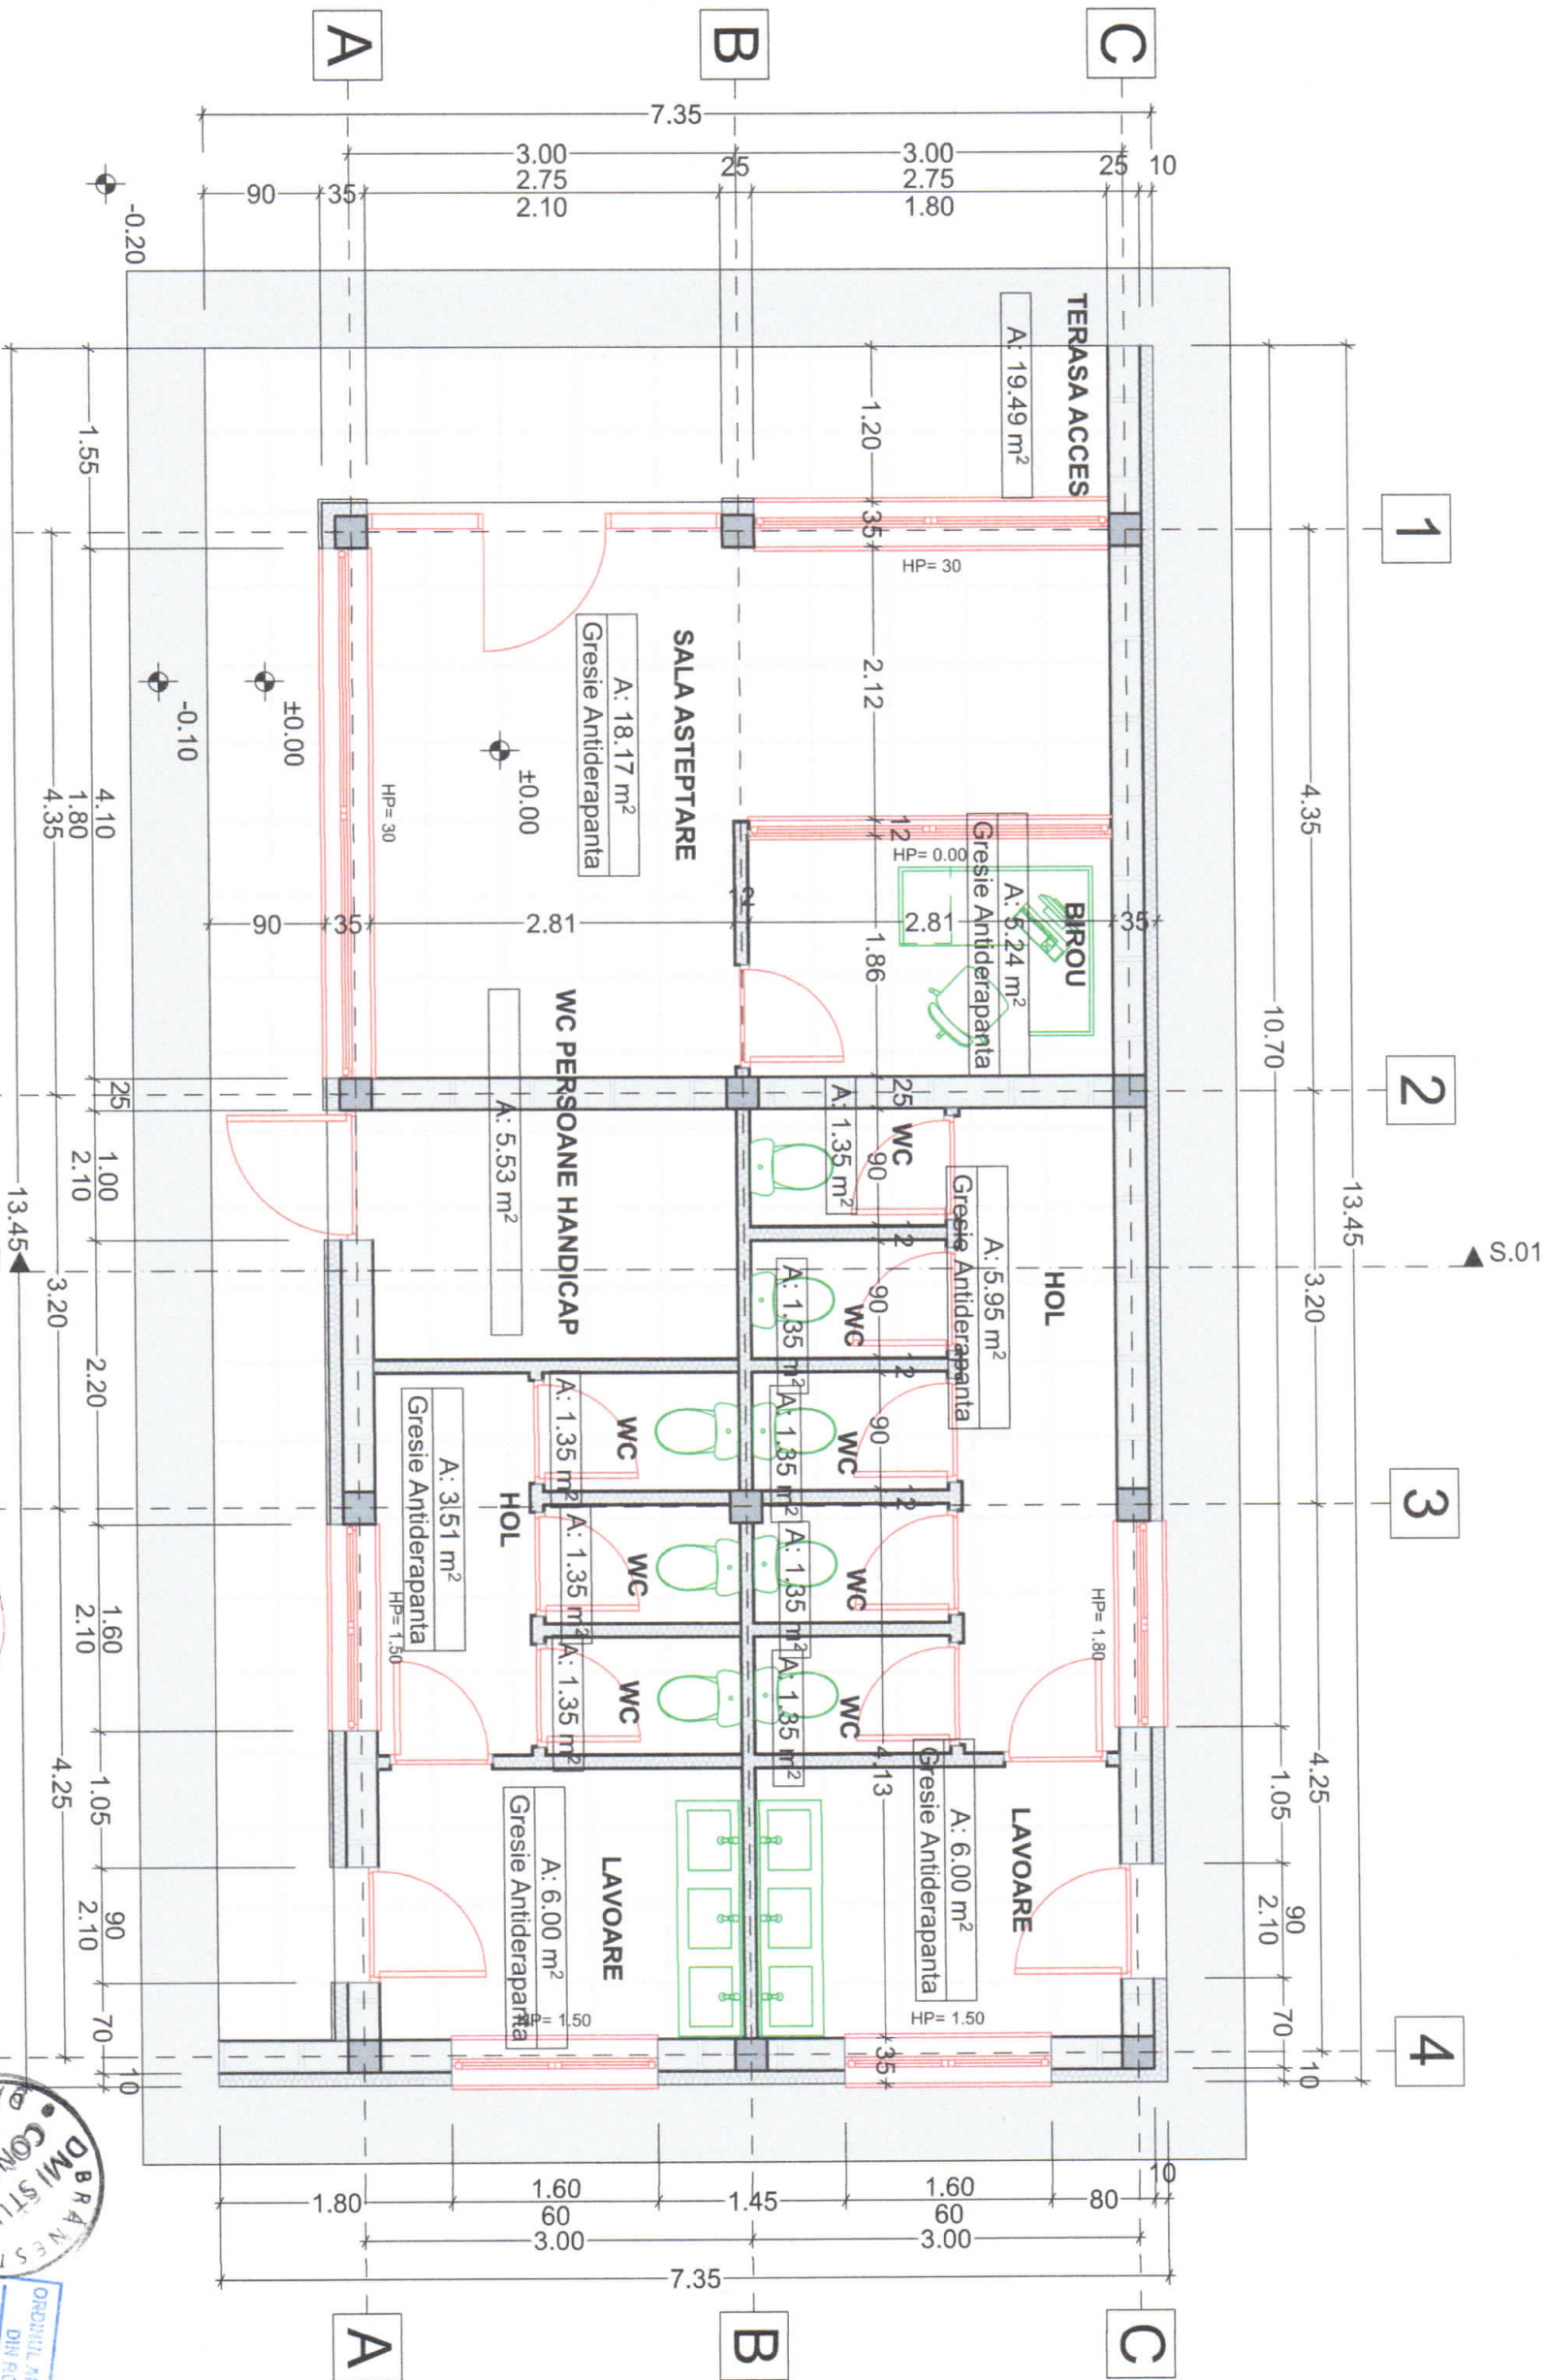 A
B
C
7.35
3.00
3.00
2.75
25
2.75
25
10
90
35
2.10
1.80
-0.20
TERASA ACCES
A: 19.49 m²
1
1.20
35
HP= 30
2.12
4.35
10.70
13.45
1.55
SALA ASTEPTARE
A: 18.17 m²
Gresie Antiderapanta
±0.00
±0.00
-0.10
HP= 30
4.10
1.80
4.35
12
HP= 0.00
BIROU
A: 5.24 m²
Gresie Antiderapanta
90
35
2.81
12
2.81
35
1.86
2
25
25
WC PERSOANE HANDICAP
A: 5.53 m²
1.00
2.10
13.45
3.20
2.20
WC
A: 1.35 m²
90
12
WC
A: 1.35 m²
90
12
WC
A: 1.35 m²
90
12
HOL
A: 5.95 m²
Gresie Antiderapanta
S.01
3.20
3
WC
A: 1.35 m²
WC
A: 1.35 m²
WC
A: 1.35 m²
WC
A: 1.35 m²
WC
A: 1.35 m²
HOL
A: 3.51 m²
Gresie Antiderapanta
HP= 1.50
HP= 1.80
1.60
2.10
4.25
1.05
90
2.10
70
10
4.13
LAVOARE
A: 6.00 m²
Gresie Antiderapanta
HP= 1.50
LAVOARE
A: 6.00 m²
Gresie Antiderapanta
HP= 1.50
35
4.25
1.05
90
2.10
70
10
4
1.80
1.60
60
1.45
1.60
60
80
10
3.00
3.00
7.35
A
B
C